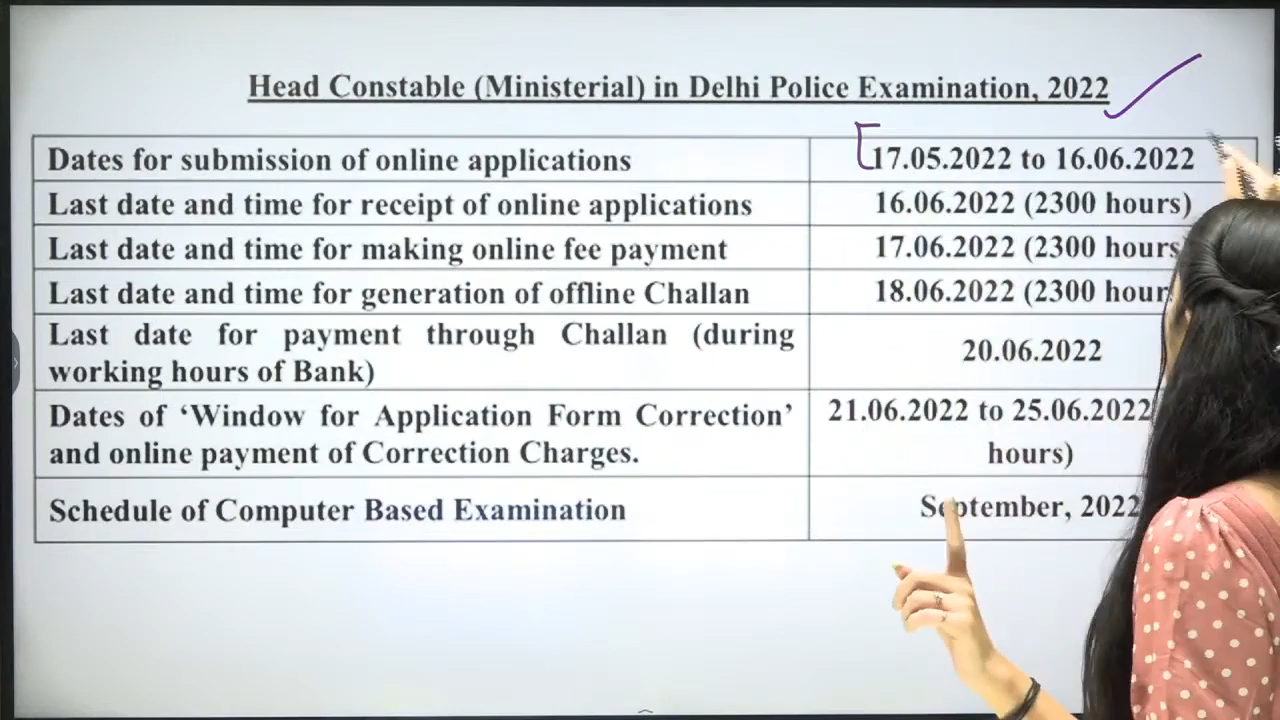 Head Constable (Ministerial) in Delhi Police Examination, 2022
Dates for submission of online applications
17.05.2022 to 16.06.2022
Last date and time for receipt of online applications
16.06.2022 (2300 hours)
Last date and time for making online fee payment
17.06.2022 (2300 hours
Last date and time for generation of offline Challan
18.06.2022 (2300 hour
Last date for payment through Challan (during
working hours of Bank)
20.06.2022
Dates of ‘Window for Application Form Correction’
and online payment of Correction Charges.
21.06.2022 to 25.06.2022
hours)
Schedule of Computer Based Examination
September, 2022